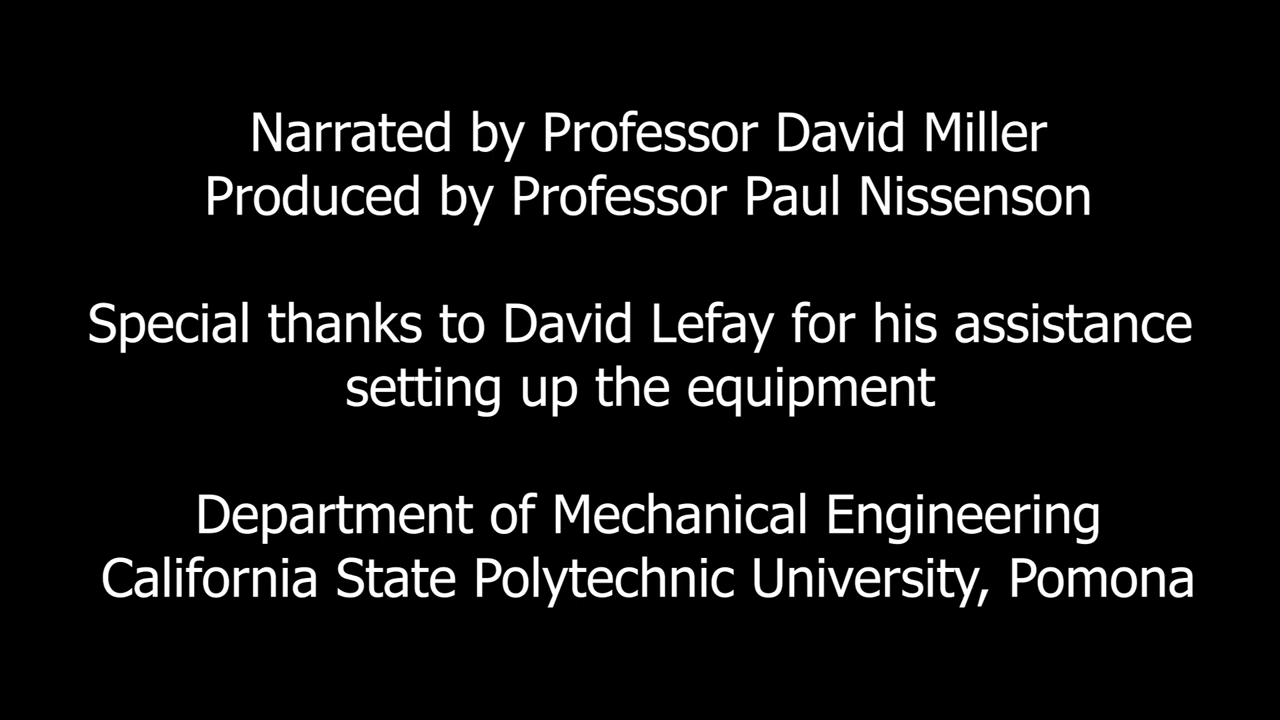 Narrated by Professor David Miller
Produced by Professor Paul Nissenson
Special thanks to David Lefay for his assistance
setting up the equipment
Department of Mechanical Engineering
California State Polytechnic University, Pomona